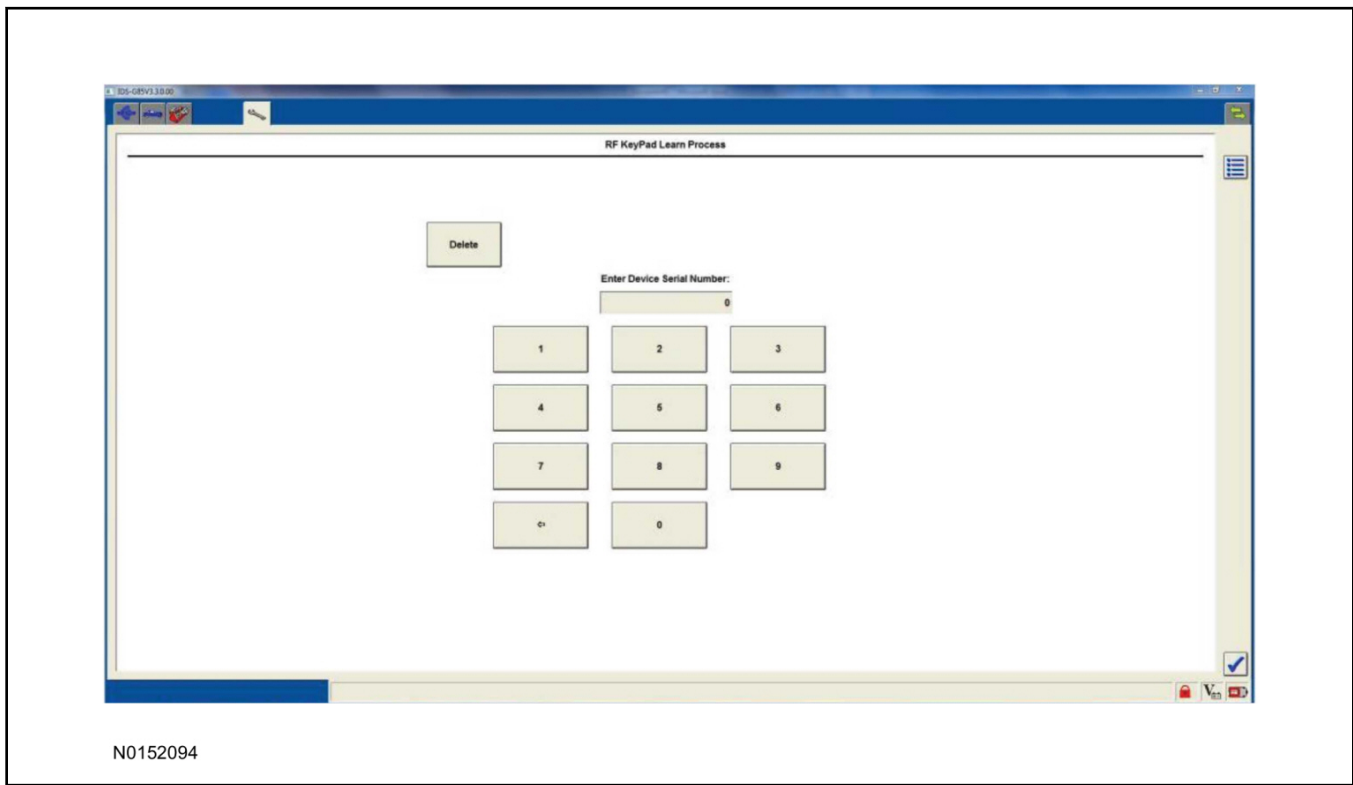 IDS-G85V3.3.0.00
RF KeyPad Learn Process
Delete
Enter Device Serial Number:
0
1 2 3
4 5 6
7 8 9
0
N0152094